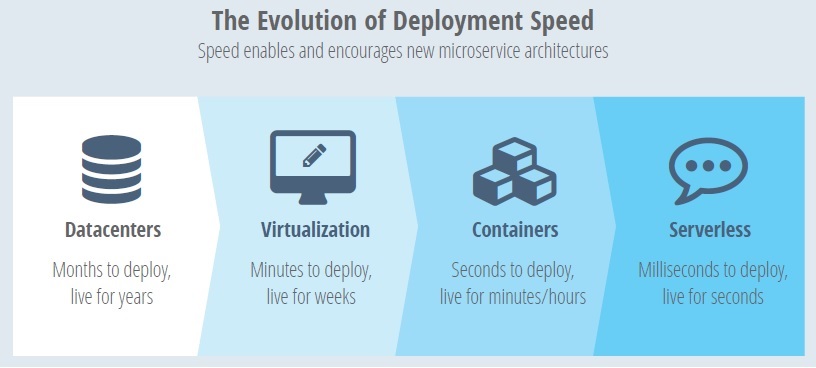 The Evolution of Deployment Speed
Speed enables and encourages new microservice architectures
Datacenters
Months to deploy,
live for years
Virtualization
Minutes to deploy,
live for weeks
Containers
Seconds to deploy,
live for minutes/hours
Serverless
Milliseconds to deploy,
live for seconds